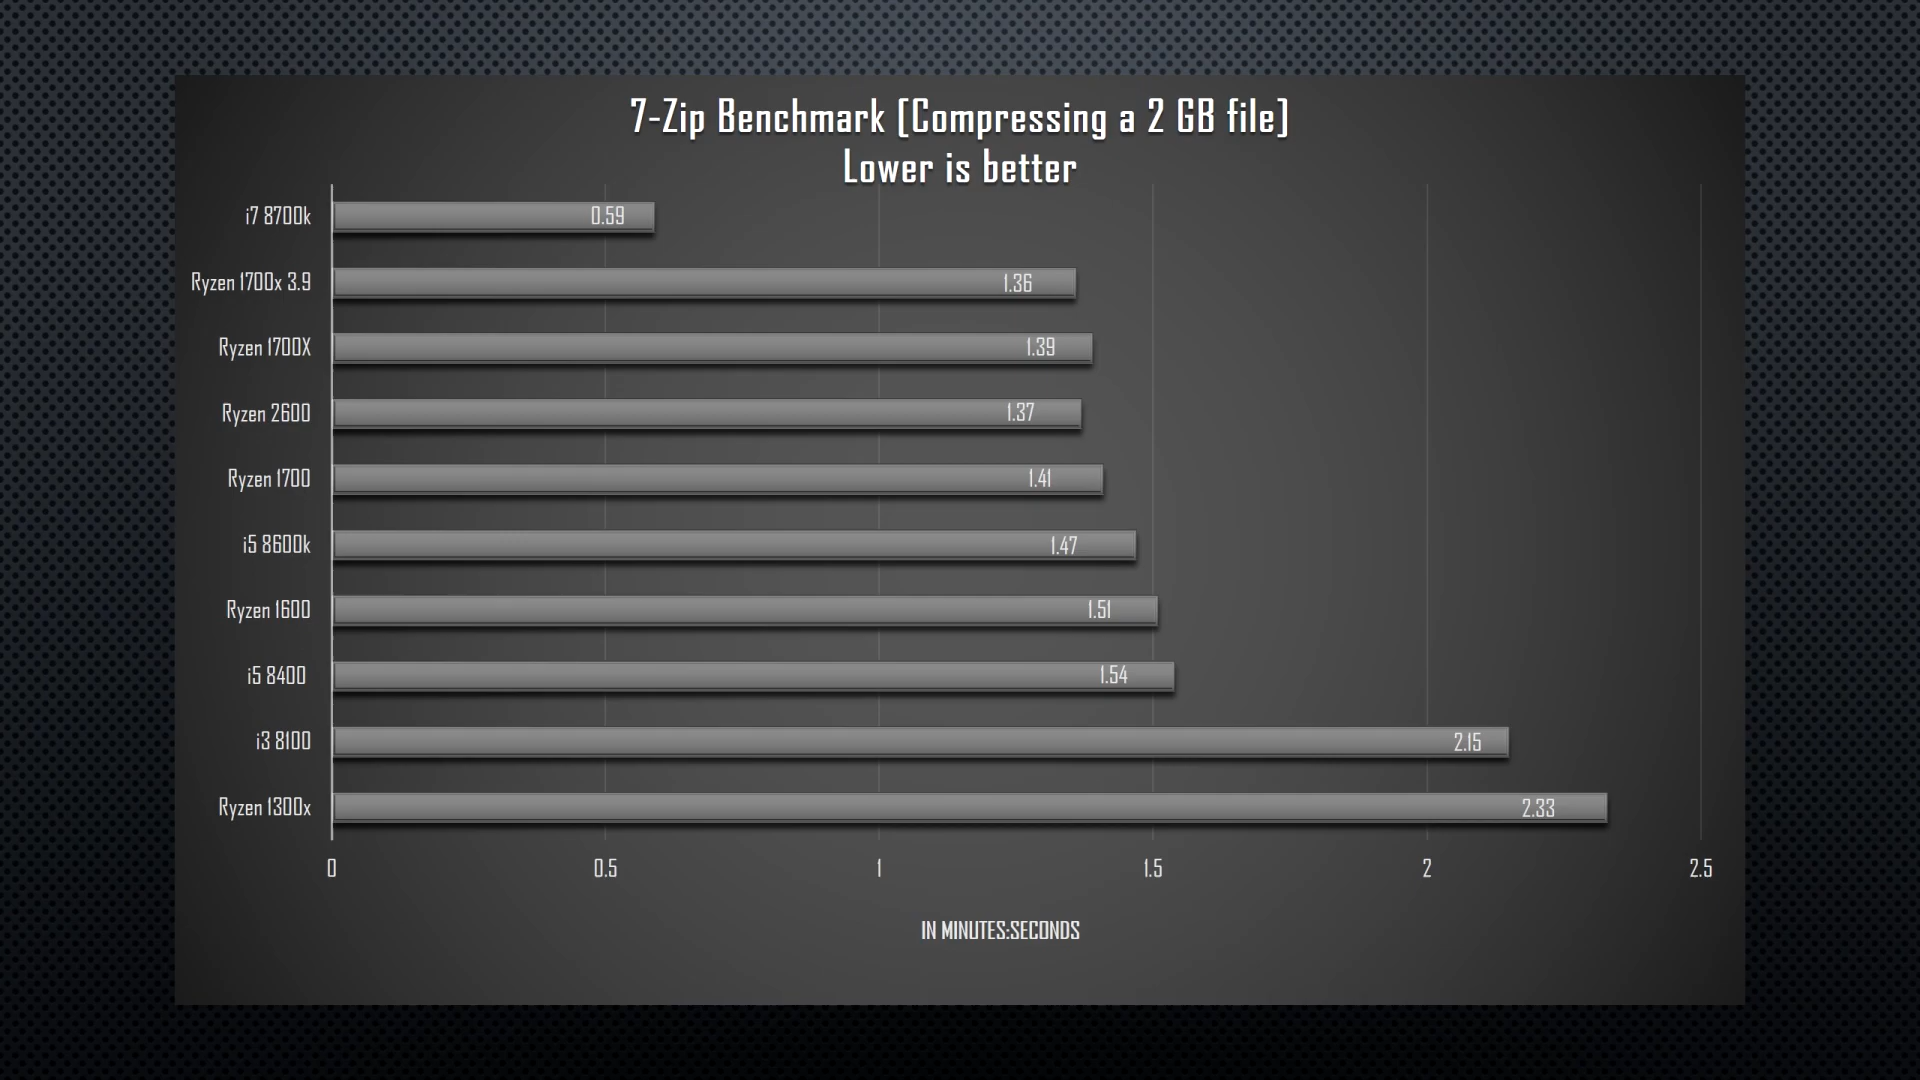 7-Zip Benchmark [Compressing a 2 GB file]
Lower is better
i7 8700k 0.59
Ryzen 1700x 3.9 1.36
Ryzen 1700X 1.39
Ryzen 2600 1.37
Ryzen 1700 1.41
i5 8600k 1.47
Ryzen 1600 1.51
i5 8400 1.54
i3 8100 2.15
Ryzen 1300x 2.33
0 0.5 1 1.5 2 2.5
IN MINUTES:SECONDS